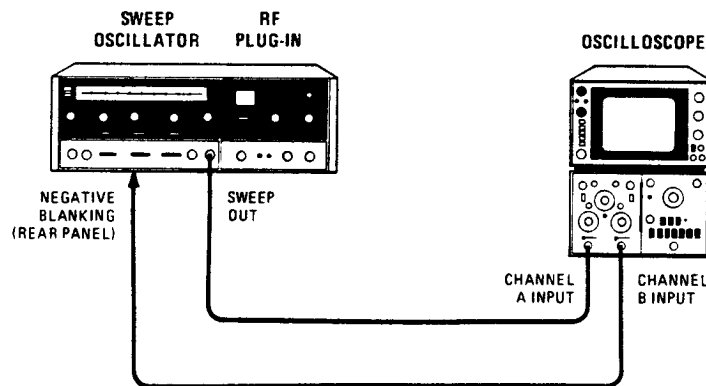 SWEEP
OSCILLATOR
RF
PLUG-IN
OSCILLOSCOPE
NEGATIVE
BLANKING
(REAR PANEL)
SWEEP
OUT
CHANNEL
A INPUT
CHANNEL
B INPUT